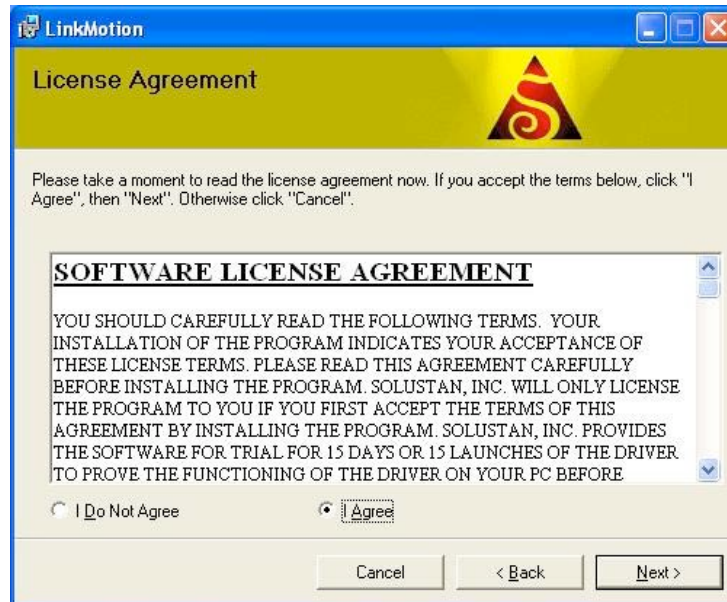 LinkMotion
License Agreement
Please take a moment to read the license agreement now. If you accept the terms below, click "I
Agree", then "Next". Otherwise click "Cancel".
SOFTWARE LICENSE AGREEMENT
YOU SHOULD CAREFULLY READ THE FOLLOWING TERMS.  YOUR
INSTALLATION OF THE PROGRAM INDICATES YOUR ACCEPTANCE OF
THESE LICENSE TERMS. PLEASE READ THIS AGREEMENT CAREFULLY
BEFORE INSTALLING THE PROGRAM. SOLUSTAN, INC. WILL ONLY LICENSE
THE PROGRAM TO YOU IF YOU FIRST ACCEPT THE TERMS OF THIS
AGREEMENT BY INSTALLING THE PROGRAM. SOLUSTAN, INC. PROVIDES
THE SOFTWARE FOR TRIAL FOR 15 DAYS OR 15 LAUNCHES OF THE DRIVER
TO PROVE THE FUNCTIONING OF THE DRIVER ON YOUR PC BEFORE
I Do Not Agree
I Agree
Cancel
< Back
Next >